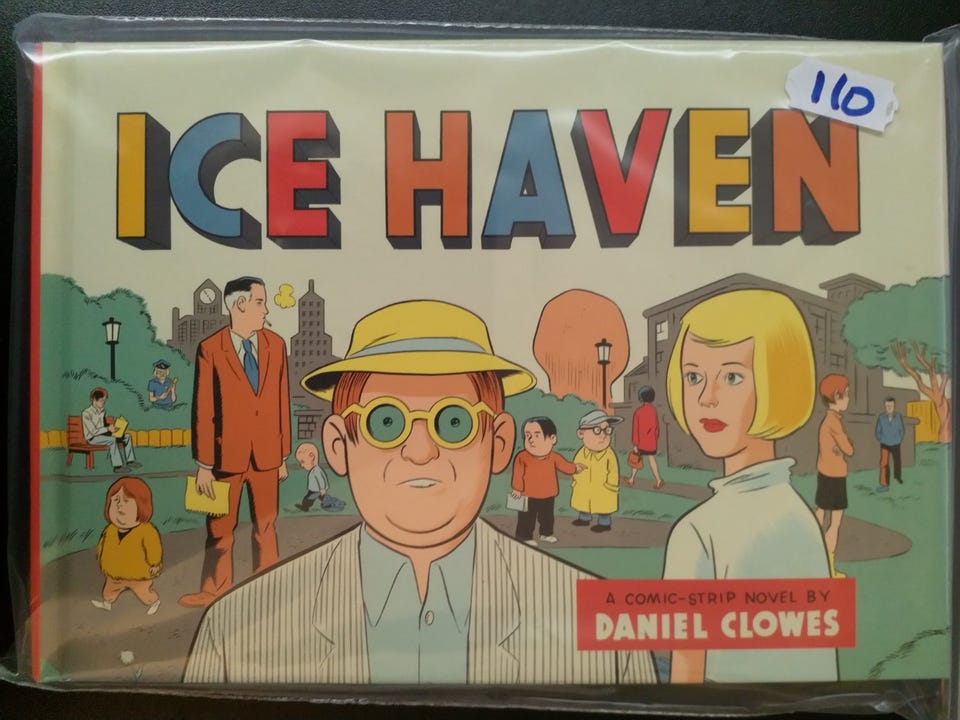 110
ICE HAVEN
A COMIC-STRIP NOVEL BY
DANIEL CLOWES